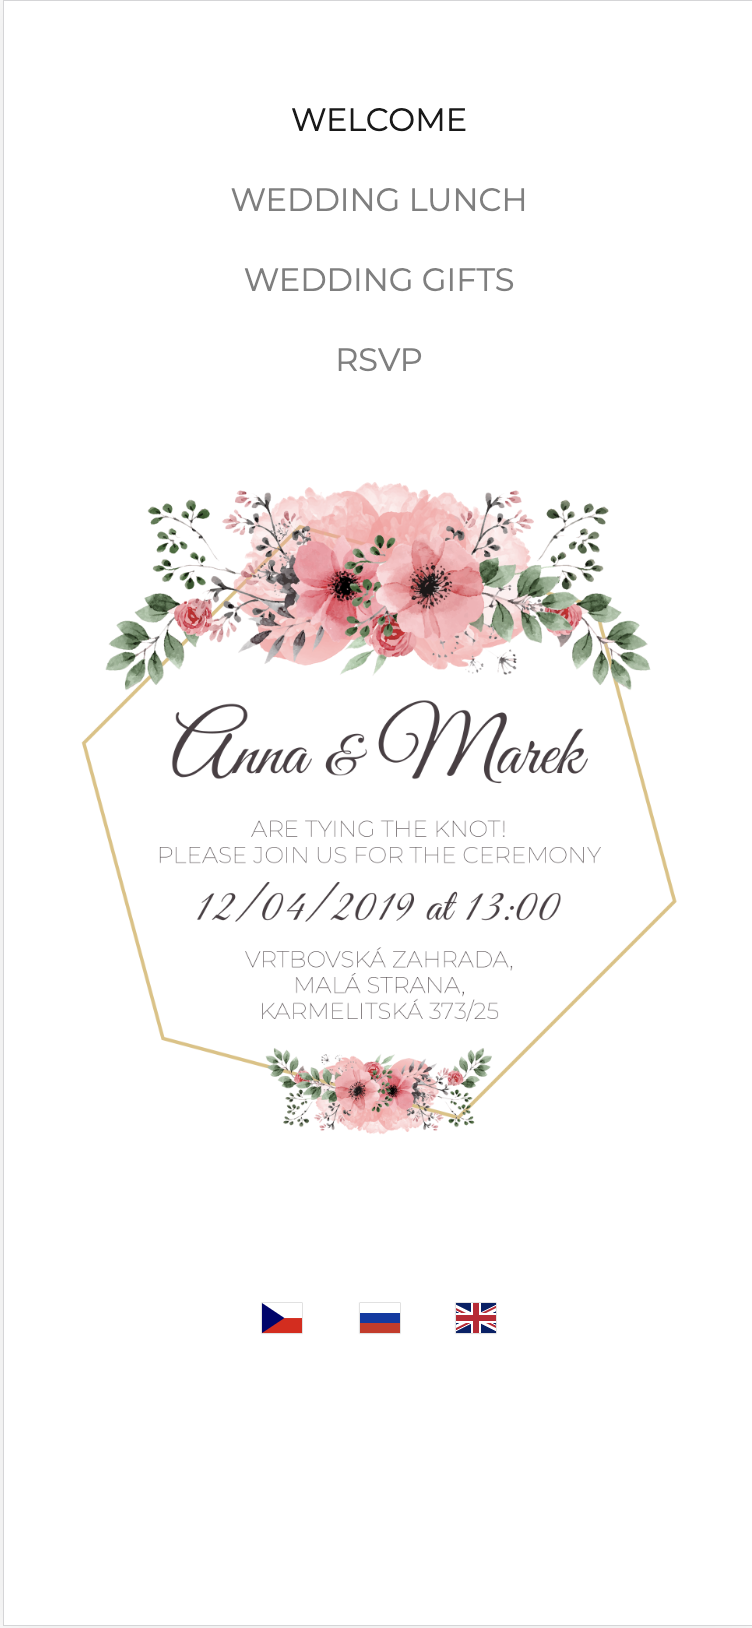 WELCOME
WEDDING LUNCH
WEDDING GIFTS
RSVP
Anna & Marek
ARE TYING THE KNOT!
PLEASE JOIN US FOR THE CEREMONY
12/04/2019 at 13:00
VRTBOVSKÁ ZAHRADA,
MALÁ STRANA,
KARMELITSKÁ 373/25